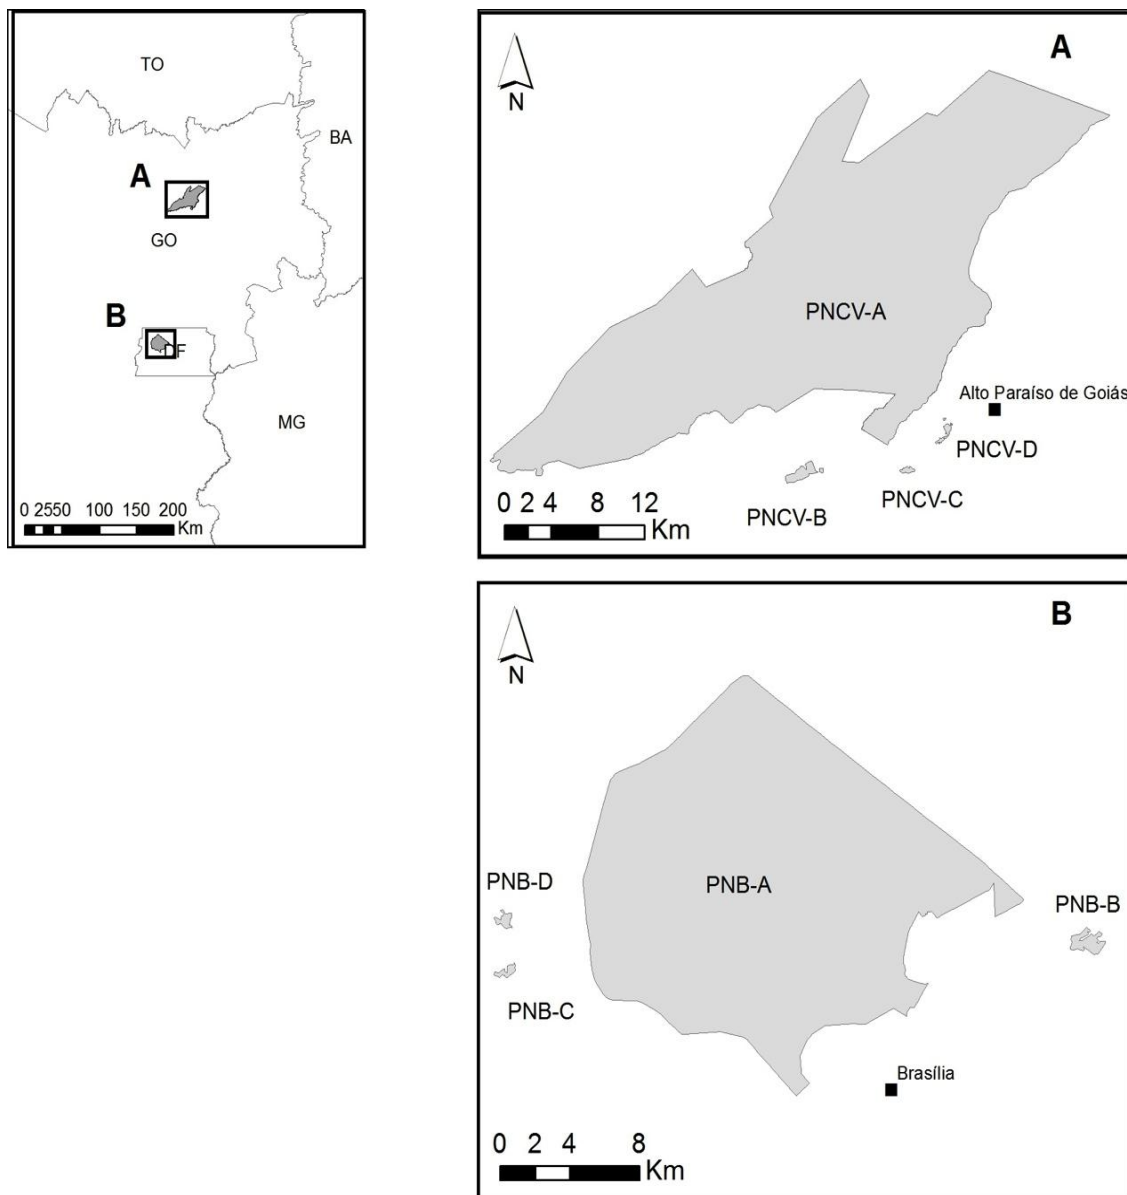 TO
BA
A
GO
B
DF
MG
0 2550 100 150 200
Km
A
N
PNCV-A
Alto Paraíso de Goiás
PNCV-D
PNCV-C
PNCV-B
0 2 4 8 12
Km
B
N
PNB-D
PNB-A
PNB-B
PNB-C
Brasília
0 2 4 8
Km